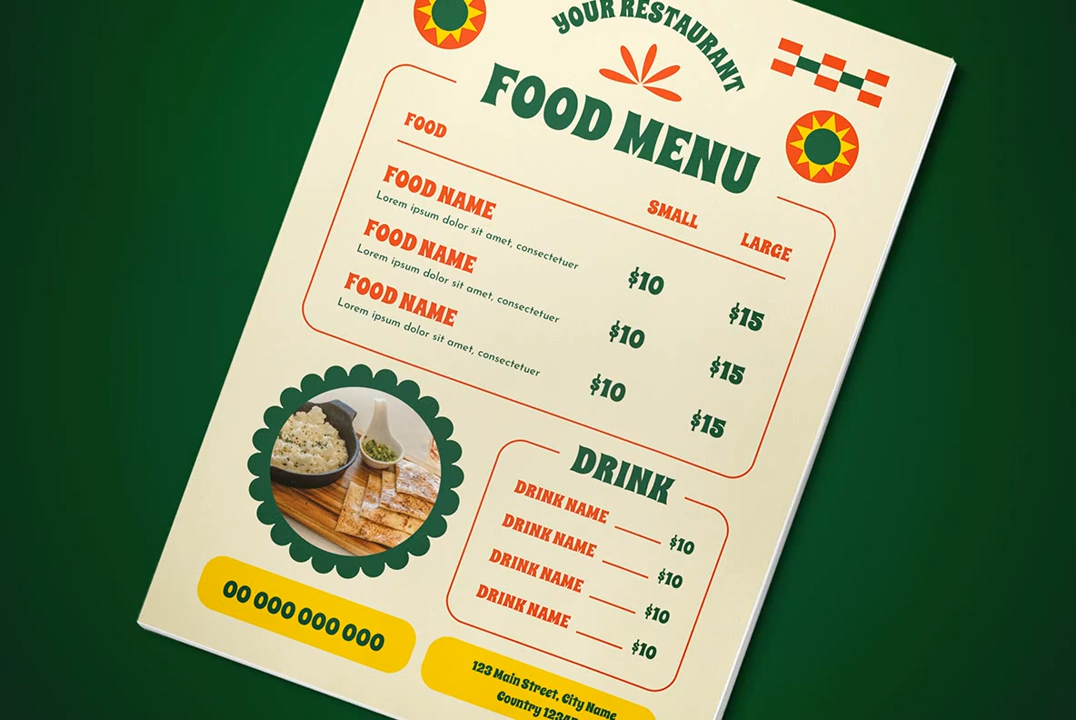 YOUR RESTAURANT
FOOD MENU
FOOD
SMALL
LARGE
FOOD NAME
Lorem ipsum dolor sit amet, consectetuer
$10
$15
FOOD NAME
Lorem ipsum dolor sit amet, consectetuer
$10
$15
FOOD NAME
Lorem ipsum dolor sit amet, consectetuer
$10
$15
DRINK
DRINK NAME $10
DRINK NAME $10
DRINK NAME $10
DRINK NAME $10
00 000 000 000
123 Main Street, City Name
Country